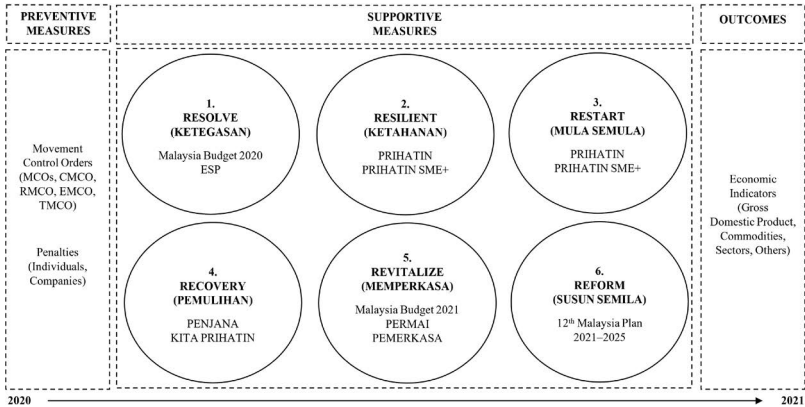 PREVENTIVE
MEASURES
SUPPORTIVE
MEASURES
OUTCOMES
Movement
Control Orders
(MCOs, CMCO,
RMCO, EMCO,
TMCO)
Penalties
(Individuals,
Companies)
1.
RESOLVE
(KETEGASAN)
Malaysia Budget 2020
ESP
2.
RESILIENT
(KETAHANAN)
PRIHATIN
PRIHATIN SME+
3.
RESTART
(MULA SEMULA)
PRIHATIN
PRIHATIN SME+
4.
RECOVERY
(PEMULIHAN)
PENJANA
KITA PRIHATIN
5.
REVITALIZE
(MEMPERKASA)
Malaysia Budget 2021
PERMAI
PEMERKASA
6.
REFORM
(SUSUN SEMILA)
12th Malaysia Plan
2021–2025
Economic
Indicators
(Gross
Domestic Product,
Commodities,
Sectors, Others)
2020
2021